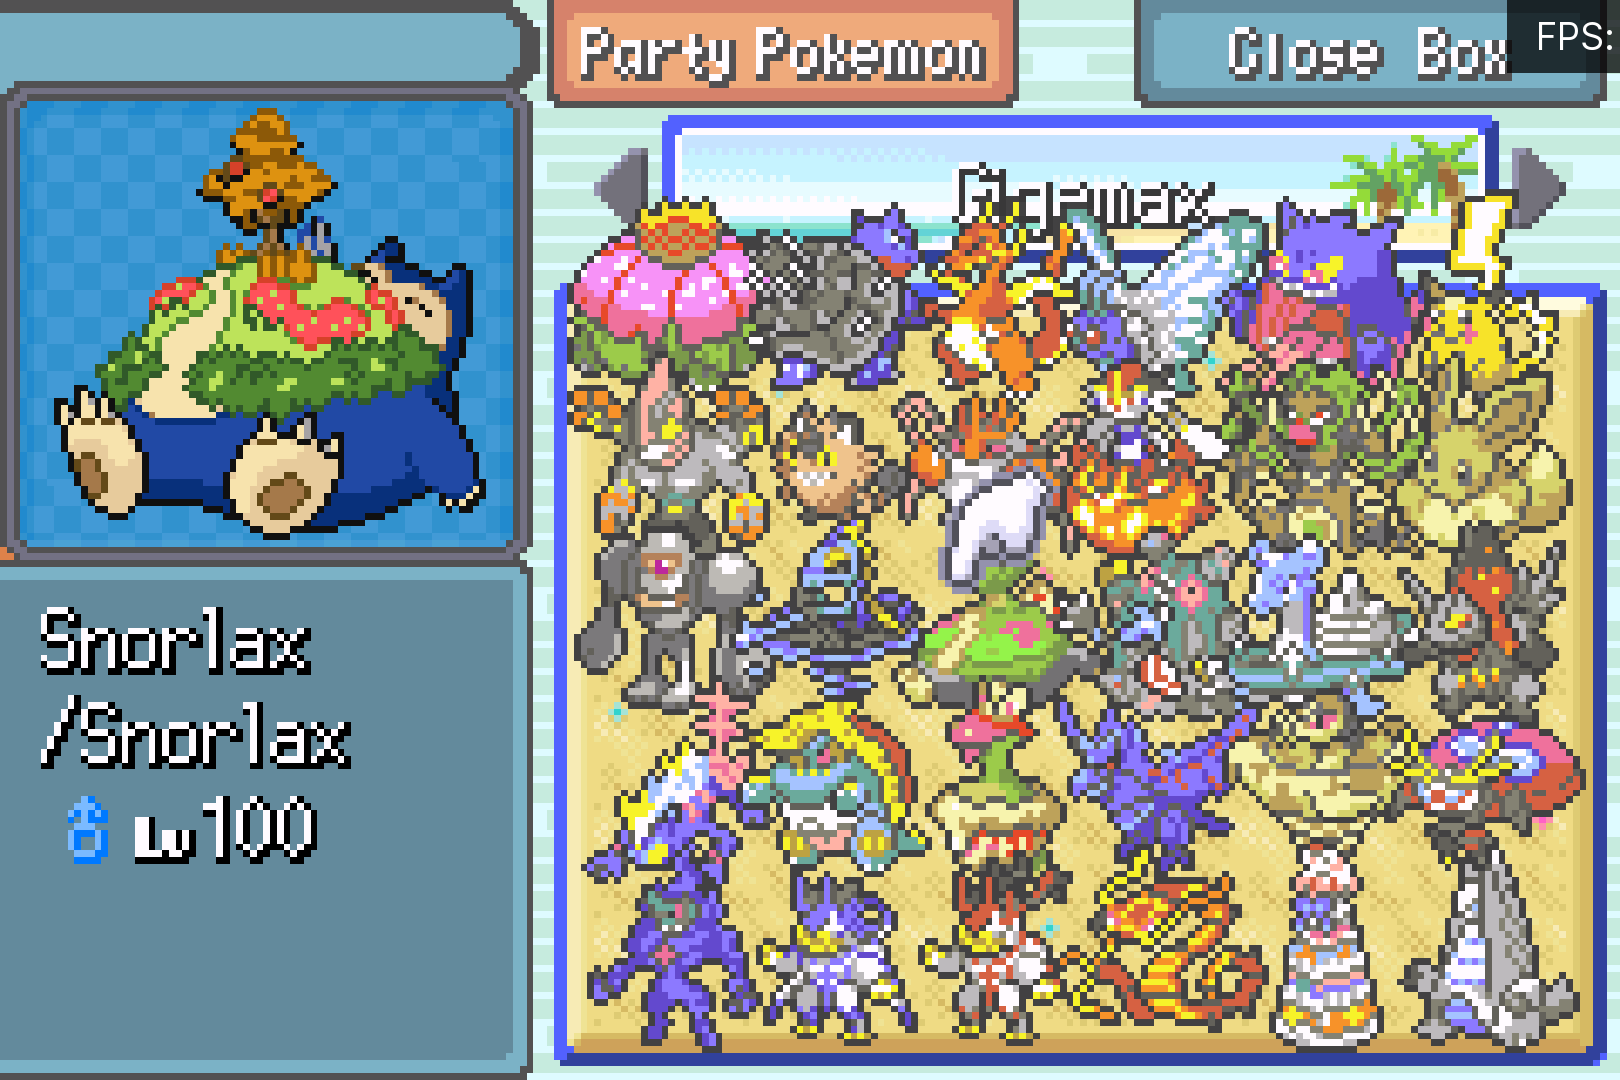 Party Pokemon
Close Box
FPS:
Gigamax
Snorlax
/Snorlax
Lv100